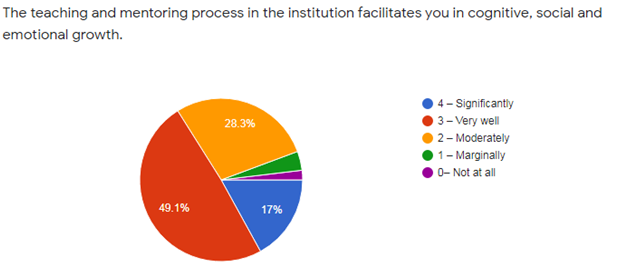 The teaching and mentoring process in the institution facilitates you in cognitive, social and
emotional growth.
28.3%
49.1%
17%
4 – Significantly
3 – Very well
2 – Moderately
1 – Marginally
0– Not at all